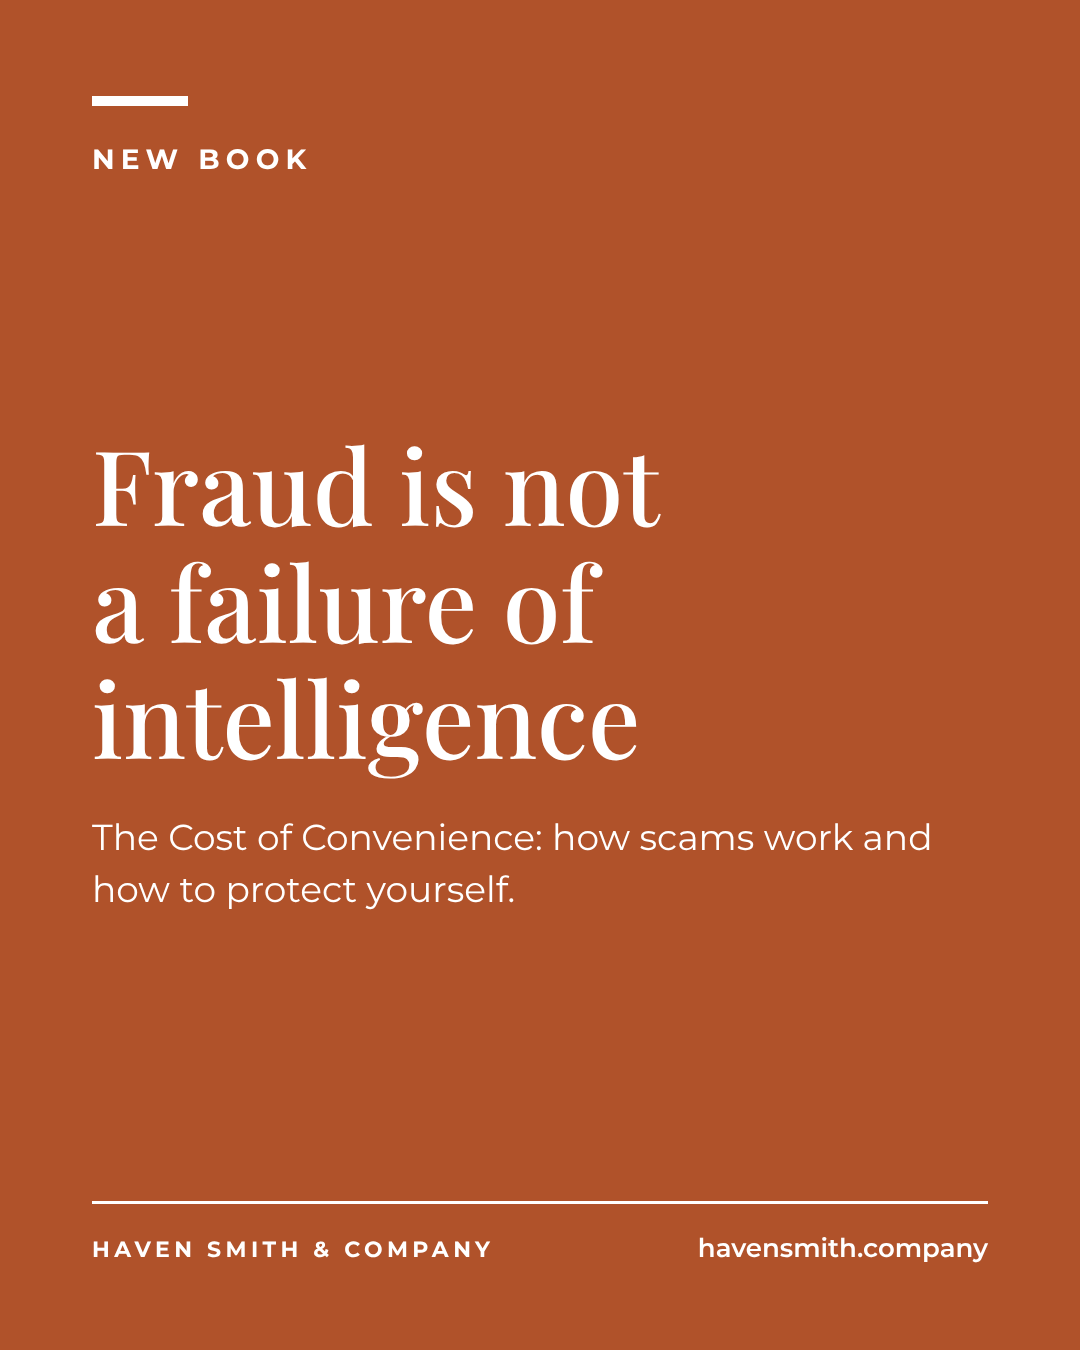 NEW BOOK
Fraud is not
a failure of
intelligence
The Cost of Convenience: how scams work and
how to protect yourself.
HAVEN SMITH & COMPANY
havensmith.company